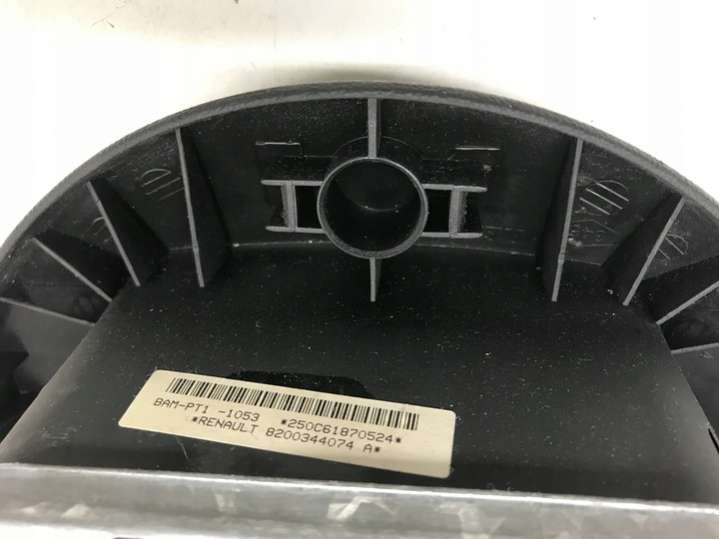 BAM-PT1 -1053 *250C61870524*
*RENAULT 8200344074 A*